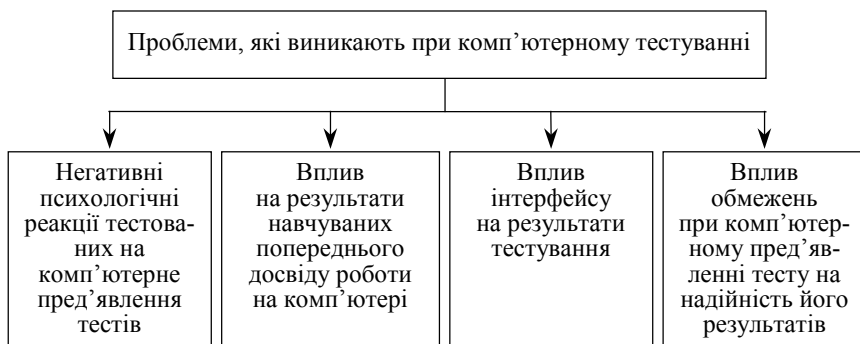 Проблеми, які виникають при комп’ютерному тестуванні
Негативні
психологічні
реакції тестова-
них на
комп’ютерне
пред’явлення
тестів
Вплив
на результати
навчуваних
попереднього
досвіду роботи
на комп’ютері
Вплив
інтерфейсу
на результати
тестування
Вплив
обмежень
при комп’ютер-
ному пред’яв-
ленні тесту на
надійність його
результатів